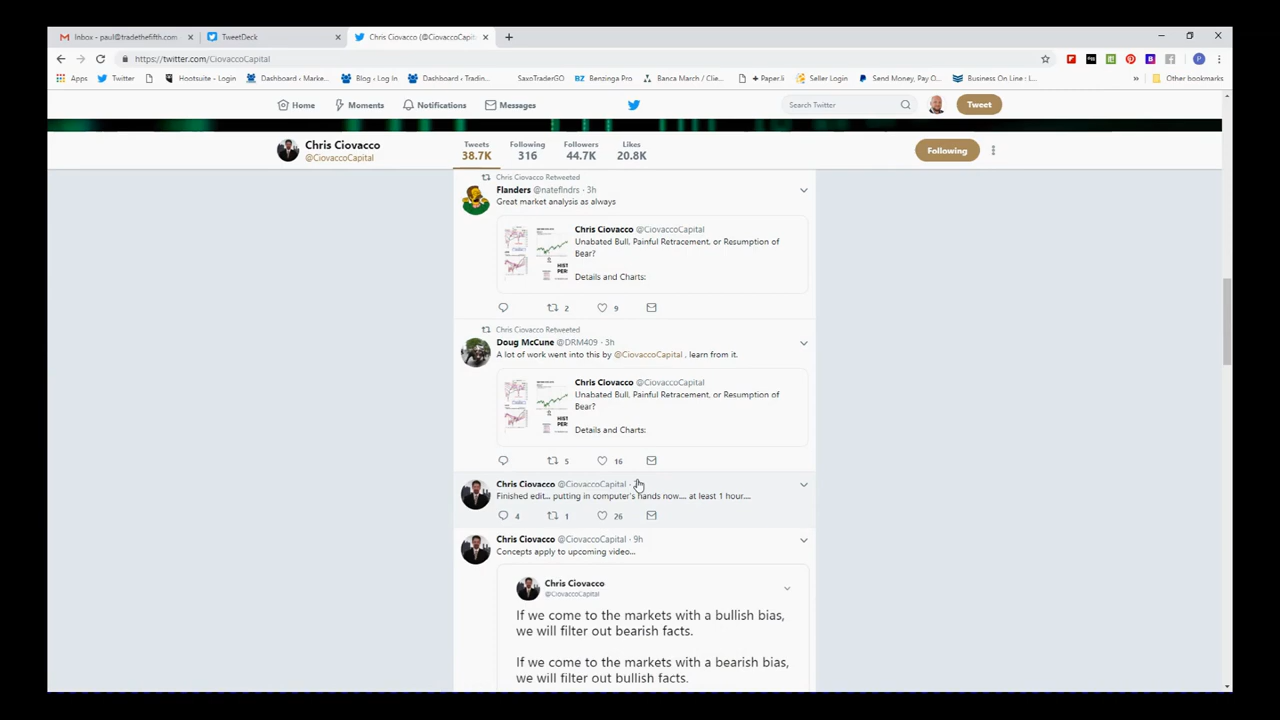 Inbox - paul@tradethefifth.com
TweetDeck
Chris Ciovacco (@CiovaccoCapit
https://twitter.com/CiovaccoCapital
Apps
Twitter
Hootsuite - Login
Dashboard ‹ Marke...
Blog ‹ Log In
Dashboard ‹ Tradin...
SaxoTraderGO
BZ Benzinga Pro
Banca March / Clie...
+ Paper.li
Seller Login
Send Money, Pay O...
Business On Line : L...
»
Other bookmarks
Home
Moments
Notifications
Messages
Search Twitter
Tweet
Chris Ciovacco
@CiovaccoCapital
Tweets Following Followers Likes
38.7K 316 44.7K 20.8K
Following
Chris Ciovacco Retweeted
Flanders @nateflndrs · 3h
Great market analysis as always
Chris Ciovacco @CiovaccoCapital
Unabated Bull, Painful Retracement, or Resumption of
Bear?
Details and Charts:
2 9
Chris Ciovacco Retweeted
Doug McCune @DRM409 · 3h
A lot of work went into this by @CiovaccoCapital , learn from it.
Chris Ciovacco @CiovaccoCapital
Unabated Bull, Painful Retracement, or Resumption of
Bear?
Details and Charts:
5 16
Chris Ciovacco @CiovaccoCapital ·
Finished edit... putting in computer's hands now.... at least 1 hour....
4 1 26
Chris Ciovacco @CiovaccoCapital · 9h
Concepts apply to upcoming video...
Chris Ciovacco
@CiovaccoCapital
If we come to the markets with a bullish bias,
we will filter out bearish facts.
If we come to the markets with a bearish bias,
we will filter out bullish facts.